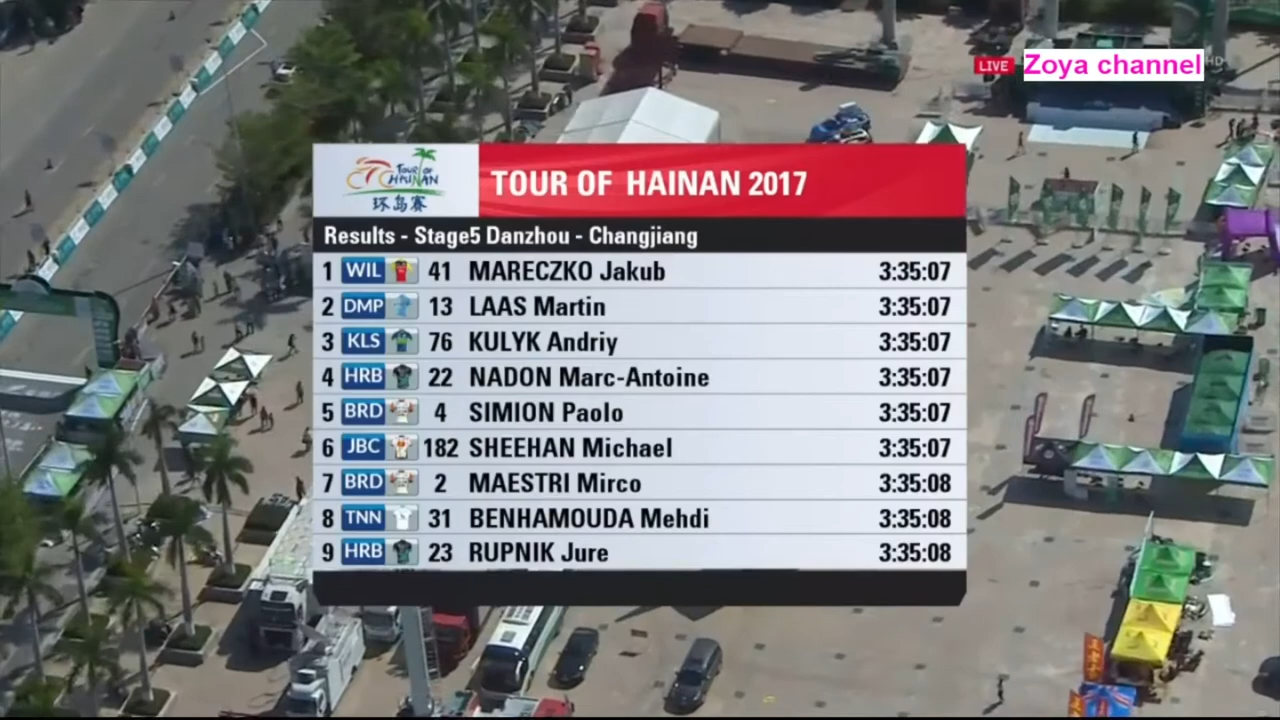 LIVE Zoya channel HD
TOUR OF
HAINAN
环岛赛
TOUR OF HAINAN 2017
Results - Stage5 Danzhou - Changjiang
1 WIL 41 MARECZKO Jakub 3:35:07
2 DMP 13 LAAS Martin 3:35:07
3 KLS 76 KULYK Andriy 3:35:07
4 HRB 22 NADON Marc-Antoine 3:35:07
5 BRD 4 SIMION Paolo 3:35:07
6 JBC 182 SHEEHAN Michael 3:35:07
7 BRD 2 MAESTRI Mirco 3:35:08
8 TNN 31 BENHAMOUDA Mehdi 3:35:08
9 HRB 23 RUPNIK Jure 3:35:08